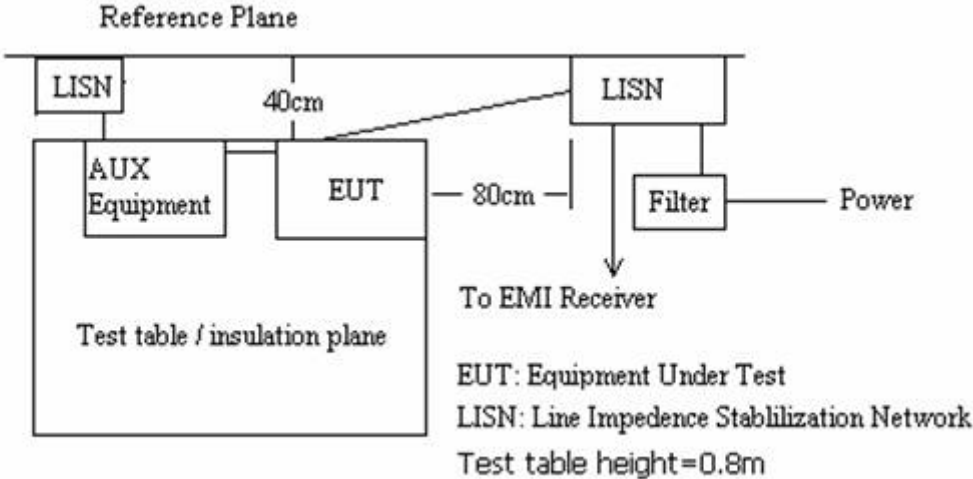 Reference Plane
LISN
40cm
LISN
AUX
Equipment
EUT
80cm
Filter
Power
To EMI Receiver
Test table / insulation plane
EUT: Equipment Under Test
LISN: Line Impedence Stablilization Network
Test table height=0.8m